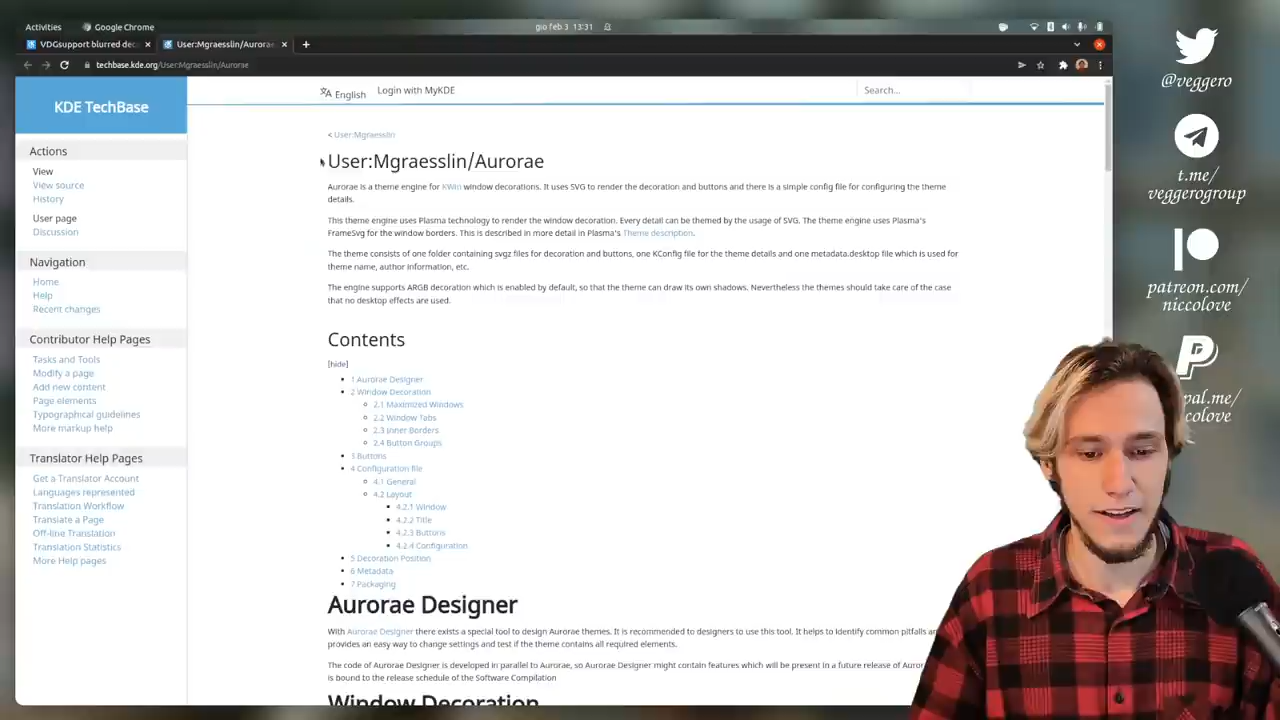 Activities
Google Chrome
gio feb 3 13:31
VDGsupport blurred dec
User:Mgraesslin/Aurorae
techbase.kde.org/User:Mgraesslin/Aurorae
KDE TechBase
Actions
View
View source
History
User page
Discussion
Navigation
Home
Help
Recent changes
Contributor Help Pages
Tasks and Tools
Modify a page
Add new content
Page elements
Typographical guidelines
More markup help
Translator Help Pages
Get a Translator Account
Languages represented
Translation Workflow
Translate a Page
Off-line Translation
Translation Statistics
More Help pages
English
Login with MyKDE
Search...
< User:Mgraesslin
User:Mgraesslin/Aurorae
Aurorae is a theme engine for KWin window decorations. It uses SVG to render the decoration and buttons and there is a simple config file for configuring the theme
details.
This theme engine uses Plasma technology to render the window decoration. Every detail can be themed by the usage of SVG. The theme engine uses Plasma's
FrameSvg for the window borders. This is described in more detail in Plasma's Theme description.
The theme consists of one folder containing svgz files for decoration and buttons, one KConfig file for the theme details and one metadata.desktop file which is used for
theme name, author information, etc.
The engine supports ARGB decoration which is enabled by default, so that the theme can draw its own shadows. Nevertheless the themes should take care of the case
that no desktop effects are used.
Contents
[hide]
1 Aurorae Designer
2 Window Decoration
2.1 Maximized Windows
2.2 Window Tabs
2.3 Inner Borders
2.4 Button Groups
3 Buttons
4 Configuration file
4.1 General
4.2 Layout
4.2.1 Window
4.2.2 Title
4.2.3 Buttons
4.2.4 Configuration
5 Decoration Position
6 Metadata
7 Packaging
Aurorae Designer
With Aurorae Designer there exists a special tool to design Aurorae themes. It is recommended to designers to use this tool. It helps to identify common pitfalls
provides an easy way to change settings and test if the theme contains all required elements.
The code of Aurorae Designer is developed in parallel to Aurorae, so Aurorae Designer might contain features which will be present in a future release of
is bound to the release schedule of the Software Compilation
Window Decoration
@veggero
t.me/
veggerogroup
patreon.com/
niccolove
pal.me/
colove